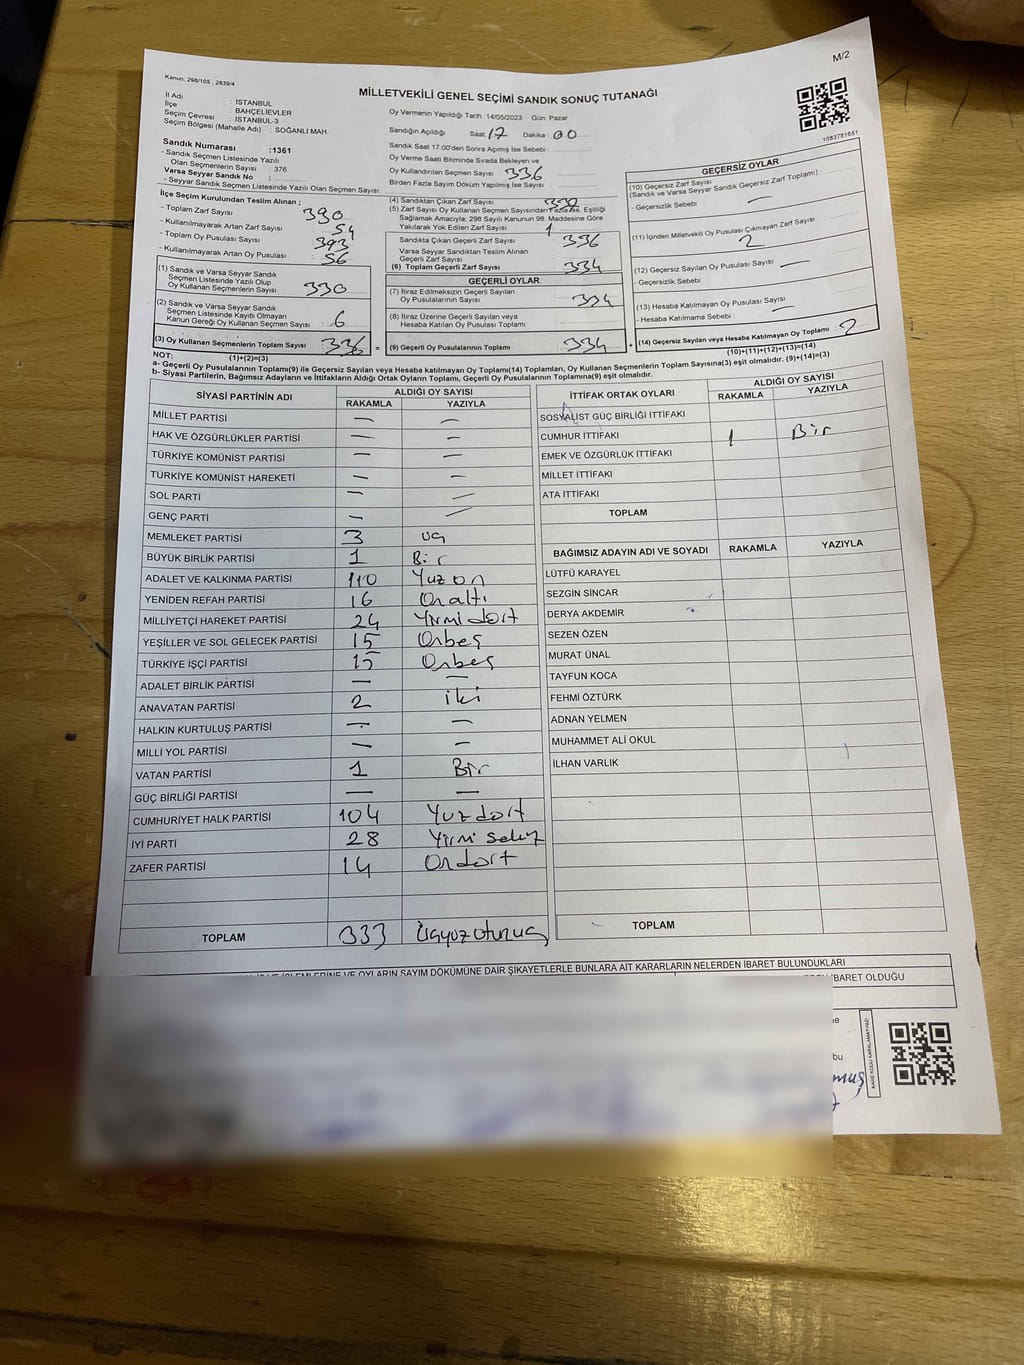 Kanun: 298/105 , 2839/4
M/2
MİLLETVEKİLİ GENEL SEÇİMİ SANDIK SONUÇ TUTANAĞI
İl Adı : İSTANBUL
İlçe : BAHÇELİEVLER
Seçim Çevresi : İSTANBUL-3
Seçim Bölgesi (Mahalle Adı) : SOĞANLI MAH.
Sandık Numarası :1361
- Sandık Seçmen Listesinde Yazılı
Olan Seçmenlerin Sayısı : 376
Varsa Seyyar Sandık No :
- Seyyar Sandık Seçmen Listesinde Yazılı Olan Seçmen Sayısı:
Oy Vermenin Yapıldığı Tarih :14/05/2023 Gün: Pazar
Sandığın Açıldığı Saat 17 Dakika 00
Sandık Saat 17.00'den Sonra Açımış İse Sebebi :
Oy Verme Saati Bitiminde Sırada Bekleyen ve
Oy Kullandırılan Seçmen Sayısı 336
Birden Fazla Sayım Döküm Yapılmış İse Sayısı :
1083781651
İlçe Seçim Kurulundan Teslim Alınan ;
- Toplam Zarf Sayısı 390
- Kullanılmayarak Artan Zarf Sayısı 54
- Toplam Oy Pusulası Sayısı 393
- Kullanılmayarak Artan Oy Pusulası 56
(1) Sandık ve Varsa Seyyar Sandık
Seçmen Listesinde Yazılı Olup
Oy Kullanan Seçmenlerin Sayısı 330
(2) Sandık ve Varsa Seyyar Sandık
Seçmen Listesinde Kayıtlı Olmayan
Kanun Gereği Oy Kullanan Seçmen Sayısı 6
(3) Oy Kullanan Seçmenlerin Toplam Sayısı 336
(1)+(2)=(3)
(4) Sandıktan Çıkan Zarf Sayısı
(5) Zarf Sayısı Oy Kullanan Seçmen Sayısından Fazla ise, Eşitliği
Sağlamak Amacıyla, 298 Sayılı Kanunun 98. Maddesine Göre
Yakılarak Yok Edilen Zarf Sayısı 1
Sandıkta Çıkan Geçerli Zarf Sayısı 336
Varsa Seyyar Sandıktan Teslim Alınan
Geçerli Zarf Sayısı
(6) Toplam Geçerli Zarf Sayısı 334
GEÇERLİ OYLAR
(7) İtiraz Edilmeksizin Geçerli Sayılan
Oy Pusulalarının Sayısı 334
(8) İtiraz Üzerine Geçerli Sayılan veya
Hesaba Katılan Oy Pusulası Toplamı
= (9) Geçerli Oy Pusulalarının Toplamı 334
GEÇERSİZ OYLAR
(10) Geçersiz Zarf Sayısı
(Sandık ve Varsa Seyyar Sandık Geçersiz Zarf Toplamı) :
- Geçersizlik Sebebi —
(11) İçinden Milletvekili Oy Pusulası Çıkmayan Zarf Sayısı
2
(12) Geçersiz Sayılan Oy Pusulası Sayısı —
- Geçersizlik Sebebi
(13) Hesaba Katılmayan Oy Pusulası Sayısı —
- Hesaba Katılmama Sebebi : —
+ (14) Geçersiz Sayılan veya Hesaba Katılmayan Oy Toplamı 2
(10)+(11)+(12)+(13)=(14)
NOT:
a- Geçerli Oy Pusulaları Toplamı(9) ile Geçersiz Sayılan veya Hesaba katılmayan Oy Toplamı(14) Toplamları, Oy Kullanan Seçmenlerin Toplam Sayısına(3) eşit olmalıdır. (9)+(14)=(3)
b- Siyasi Partilerin, Bağımsız Adayların ve İttifakların Aldığı Ortak Oyların Toplamı, Geçerli Oy Pusulalarının Toplamına(9) eşit olmalıdır.
SİYASİ PARTİNİN ADI ALDIĞI OY SAYISI
RAKAMLA YAZIYLA
MİLLET PARTİSİ — —
HAK VE ÖZGÜRLÜKLER PARTİSİ — —
TÜRKİYE KOMÜNİST PARTİSİ — —
TÜRKİYE KOMÜNİST HAREKETİ — —
SOL PARTİ — —
GENÇ PARTİ — —
MEMLEKET PARTİSİ 3 üç
BÜYÜK BİRLİK PARTİSİ 1 Bir
ADALET VE KALKINMA PARTİSİ 110 Yuz on
YENİDEN REFAH PARTİSİ 16 On altı
MİLLİYETÇİ HAREKET PARTİSİ 24 Yirmi dort
YEŞİLLER VE SOL GELECEK PARTİSİ 15 Onbeş
TÜRKİYE İŞÇİ PARTİSİ 15 Onbeş
ADALET BİRLİK PARTİSİ — —
ANAVATAN PARTİSİ 2 iki
HALKIN KURTULUŞ PARTİSİ — —
MİLLİ YOL PARTİSİ — —
VATAN PARTİSİ 1 Bir
GÜÇ BİRLİĞİ PARTİSİ — —
CUMHURİYET HALK PARTİSİ 104 Yuzdort
İYİ PARTİ 28 Yirmi sekiz
ZAFER PARTİSİ 14 Ondort
TOPLAM 333 Üçyuz otuzuç
İTTİFAK ORTAK OYLARI ALDIĞI OY SAYISI
RAKAMLA YAZIYLA
SOSYALİST GÜÇ BİRLİĞİ İTTİFAKI
CUMHUR İTTİFAKI 1 Bir
EMEK VE ÖZGÜRLÜK İTTİFAKI
MİLLET İTTİFAKI
ATA İTTİFAKI
TOPLAM
BAĞIMSIZ ADAYIN ADI VE SOYADI RAKAMLA YAZIYLA
LÜTFÜ KARAYEL
SEZGİN SİNCAR
DERYA AKDEMİR
SEZEN ÖZEN
MURAT ÜNAL
TAYFUN KOCA
FEHMİ ÖZTÜRK
ADNAN YELMEN
MUHAMMET ALİ OKUL
İLHAN VARLIK
TOPLAM
İŞLEMLERİNE VE OYLARIN SAYIM DÖKÜMÜNE DAİR ŞİKAYETLERLE BUNLARA AİT KARARLARIN NELERDEN İBARET BULUNDUKLARI
İBARET OLDUĞU
bu
muş